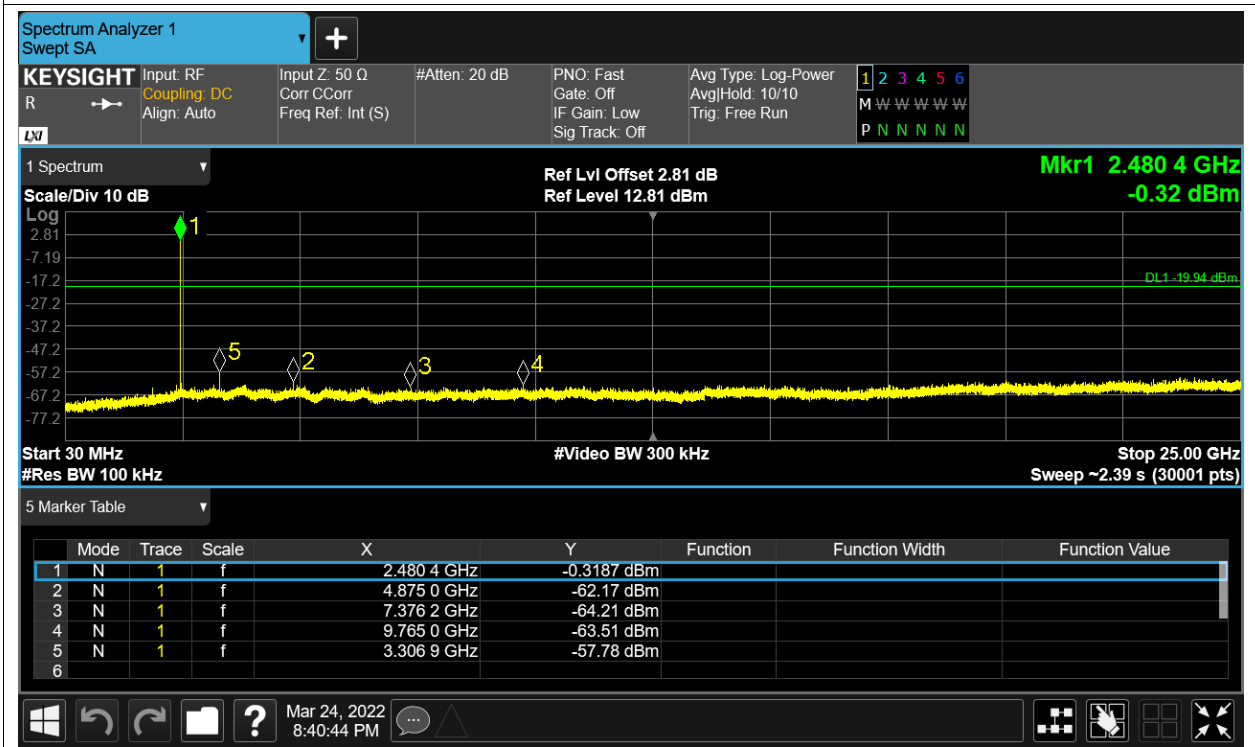 Spectrum Analyzer 1
Swept SA
KEYSIGHT Input: RF Input Z: 50 Ω #Atten: 20 dB PNO: Fast Avg Type: Log-Power 1 2 3 4 5 6
R Coupling: DC Corr CCorr Gate: Off Avg|Hold: 10/10 M W W W W W
Align: Auto Freq Ref: Int (S) IF Gain: Low Trig: Free Run
LXI Sig Track: Off P N N N N N
1 Spectrum Ref Lvl Offset 2.81 dB Mkr1 2.480 4 GHz
Scale/Div 10 dB Ref Level 12.81 dBm -0.32 dBm
Log
1
2.81
-7.19
-17.2 DL1 -19.94 dBm
-27.2
-37.2
-47.2
5 2 3 4
-57.2
-67.2
-77.2
Start 30 MHz #Video BW 300 kHz Stop 25.00 GHz
#Res BW 100 kHz Sweep ~2.39 s (30001 pts)
5 Marker Table
Mode Trace Scale X Y Function Function Width Function Value
1 N 1 f 2.480 4 GHz -0.3187 dBm
2 N 1 f 4.875 0 GHz -62.17 dBm
3 N 1 f 7.376 2 GHz -64.21 dBm
4 N 1 f 9.765 0 GHz -63.51 dBm
5 N 1 f 3.306 9 GHz -57.78 dBm
6
? Mar 24, 2022
8:40:44 PM